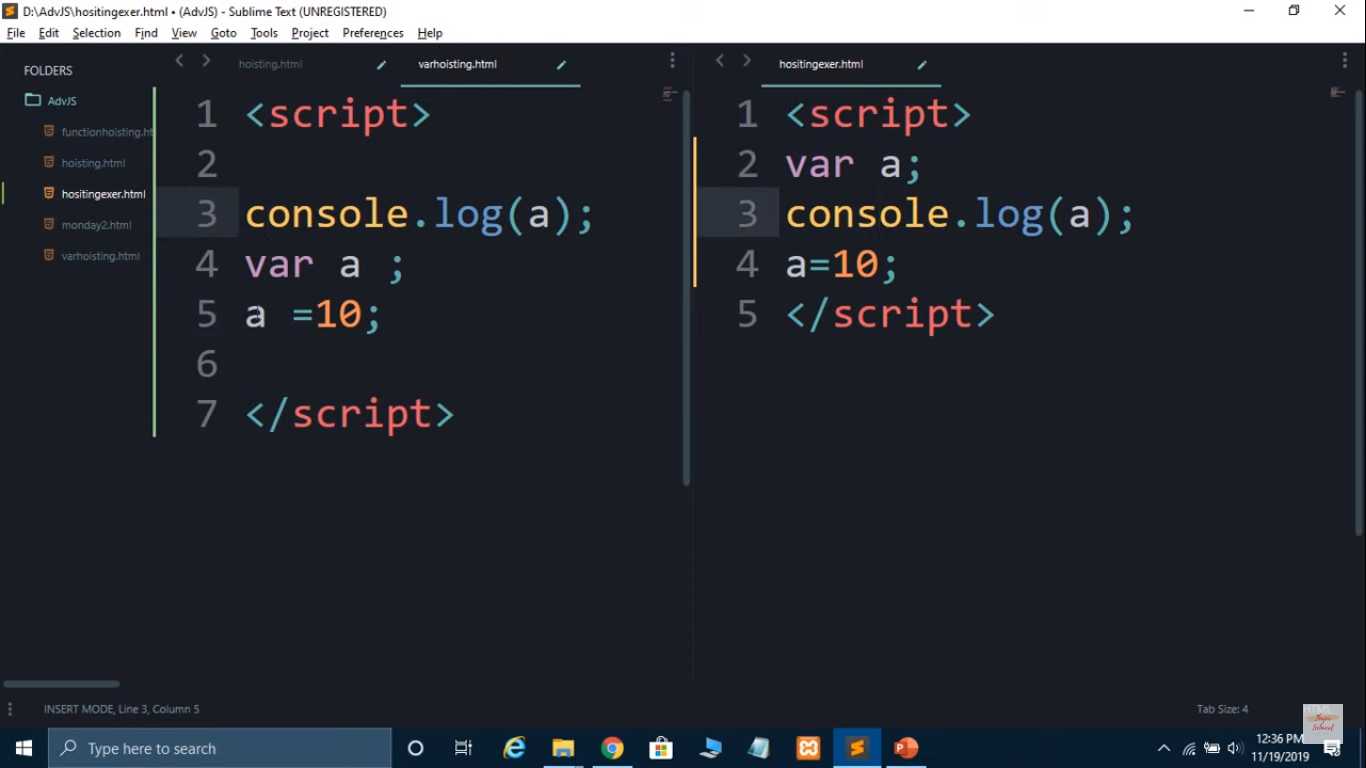 D:\AdvJS\hositingexer.html • (AdvJS) - Sublime Text (UNREGISTERED)
File Edit Selection Find View Goto Tools Project Preferences Help
FOLDERS
AdvJS
functionhoisting.ht
hoisting.html
hositingexer.html
monday2.html
varhoisting.html
hoisting.html varhoisting.html
1 <script>
2
3 console.log(a);
4 var a ;
5 a =10;
6
7 </script>
hositingexer.html
1 <script>
2 var a;
3 console.log(a);
4 a=10;
5 </script>
INSERT MODE, Line 3, Column 5
Tab Size: 4
HTML
Type here to search
12:36 PM
11/19/2019